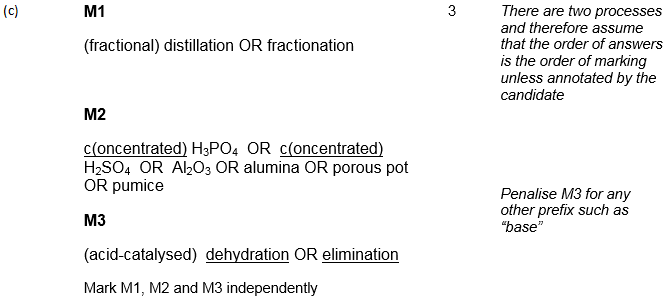 (c)
M1
3
(fractional) distillation OR fractionation
There are two processes
and therefore assume
that the order of answers
is the order of marking
unless annotated by the
candidate
M2
c(oncentrated) H₃PO₄ OR c(oncentrated)
H₂SO₄ OR Al₂O₃ OR alumina OR porous pot
OR pumice
M3
Penalise M3 for any
other prefix such as
“base”
(acid-catalysed) dehydration OR elimination
Mark M1, M2 and M3 independently